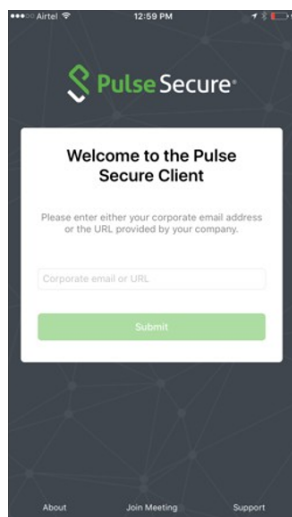 Airtel 12:59 PM
Pulse Secure®
Welcome to the Pulse
Secure Client
Please enter either your corporate email address
or the URL provided by your company.
Corporate email or URL
Submit
About Join Meeting Support